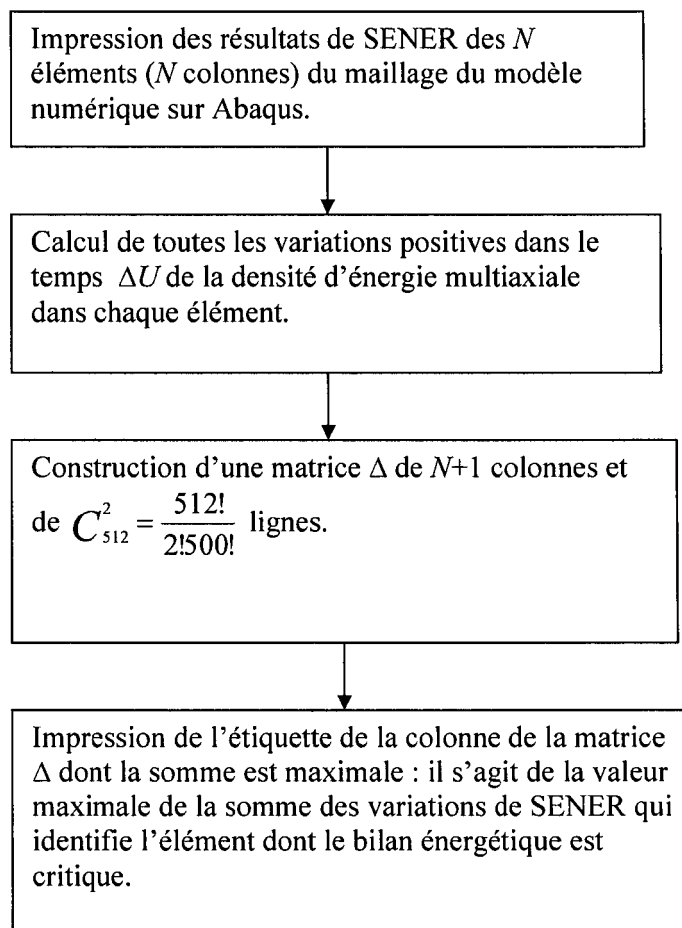 Impression des résultats de SENER des N
éléments (N colonnes) du maillage du modèle
numérique sur Abaqus.
Calcul de toutes les variations positives dans le
temps ΔU de la densité d'énergie multiaxiale
dans chaque élément.
Construction d'une matrice Δ de N+1 colonnes et
de C²₅₁₂ = 512!/2!500! lignes.
Impression de l'étiquette de la colonne de la matrice
Δ dont la somme est maximale : il s'agit de la valeur
maximale de la somme des variations de SENER qui
identifie l'élément dont le bilan énergétique est
critique.